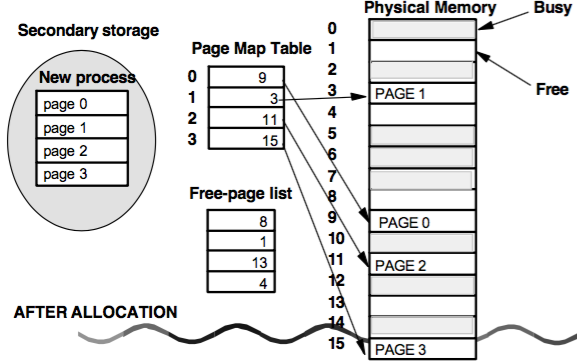 Physical Memory
Busy
Secondary storage
Page Map Table
New process
page 0
page 1
page 2
page 3
0 9
1 3
2 11
3 15
Free-page list
8
1
13
4
0
1
2
3 PAGE 1
4
5
6
7
8
9 PAGE 0
10
11 PAGE 2
12
13
14
15 PAGE 3
Free
AFTER ALLOCATION